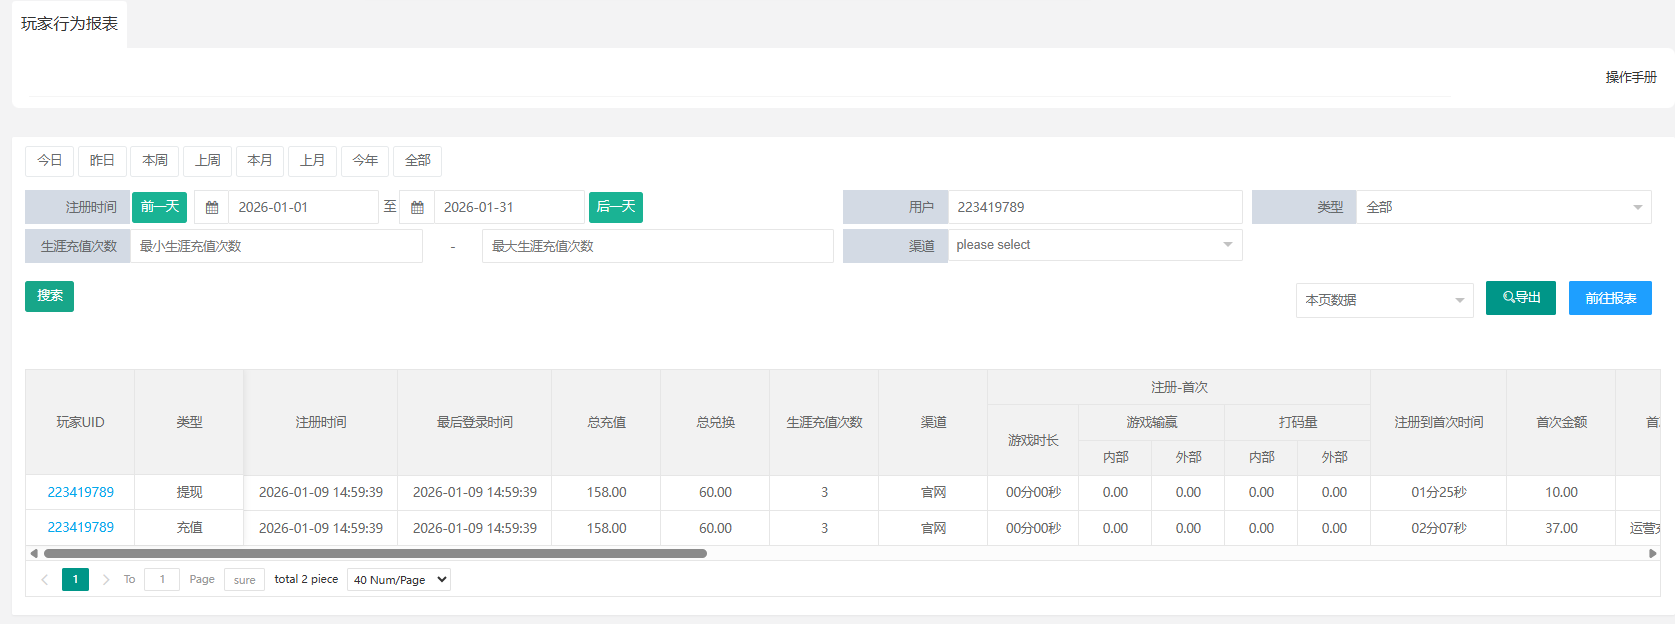 玩家行为报表
操作手册
今日 昨日 本周 上周 本月 上月 今年 全部
注册时间 前一天 2026-01-01 至 2026-01-31 后一天 用户 223419789 类型 全部
生涯充值次数 最小生涯充值次数 - 最大生涯充值次数 渠道 please select
搜索 本页数据 导出 前往报表
注册-首次
玩家UID 类型 注册时间 最后登录时间 总充值 总兑换 生涯充值次数 渠道 游戏时长 游戏输赢 打码量 注册到首次时间 首次金额 首
内部 外部 内部 外部
223419789 提现 2026-01-09 14:59:39 2026-01-09 14:59:39 158.00 60.00 3 官网 00分00秒 0.00 0.00 0.00 0.00 01分25秒 10.00
223419789 充值 2026-01-09 14:59:39 2026-01-09 14:59:39 158.00 60.00 3 官网 00分00秒 0.00 0.00 0.00 0.00 02分07秒 37.00 运营
1 To 1 Page sure total 2 piece 40 Num/Page